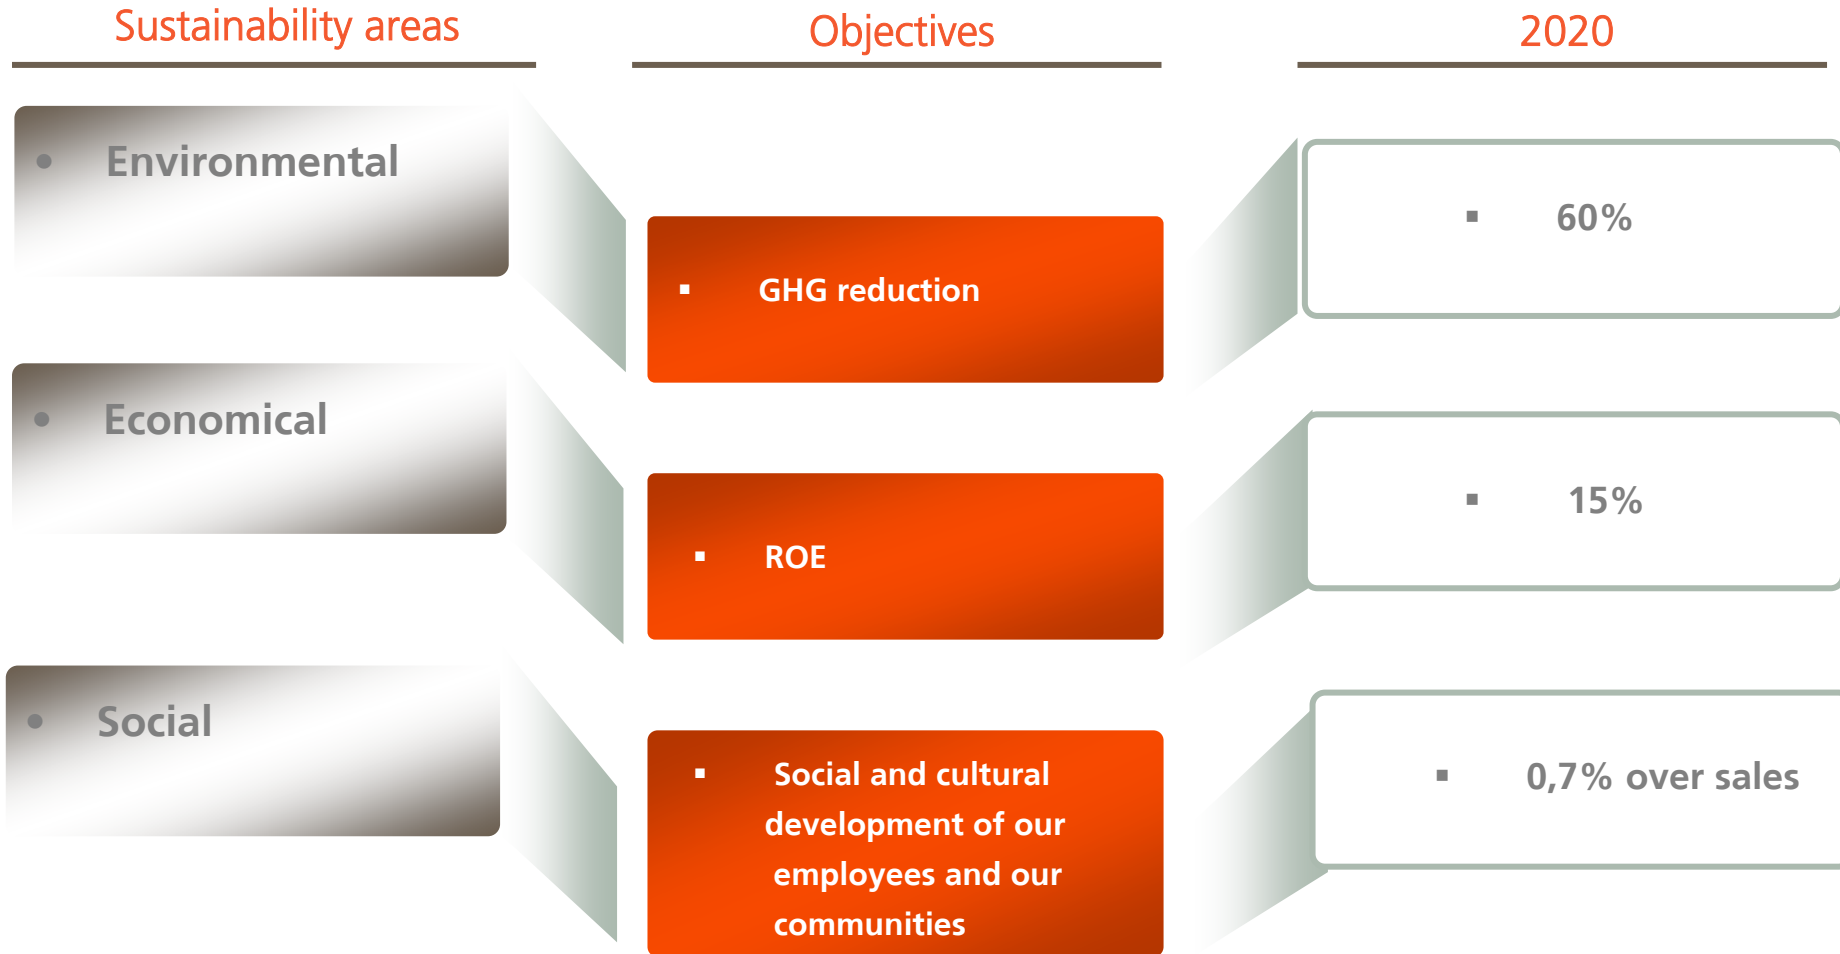 Sustainability areas
Objectives
2020
• Environmental
▪ GHG reduction
▪ 60%
• Economical
▪ ROE
▪ 15%
• Social
▪ Social and cultural
development of our
employees and our
communities
▪ 0,7% over sales